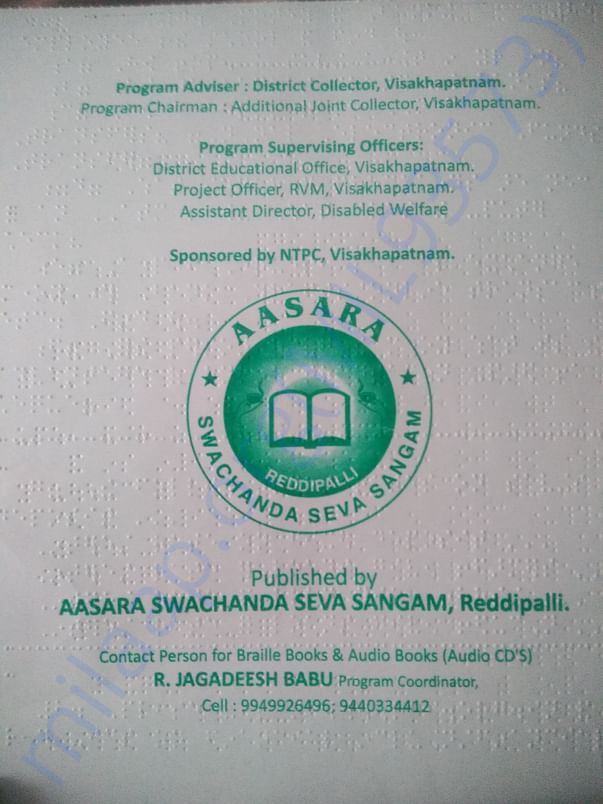 Program Adviser : District Collector, Visakhapatnam.
Program Chairman : Additional Joint Collector, Visakhapatnam.
Program Supervising Officers:
District Educational Office, Visakhapatnam.
Project Officer, RVM, Visakhapatnam.
Assistant Director, Disabled Welfare
Sponsored by NTPC, Visakhapatnam.
AASARA
REDDIPALLI
SWACHANDA SEVA SANGAM
Published by
AASARA SWACHANDA SEVA SANGAM, Reddipalli.
Contact Person for Braille Books & Audio Books (Audio CD'S)
R. JAGADEESH BABU Program Coordinator,
Cell : 9949926496; 9440334412